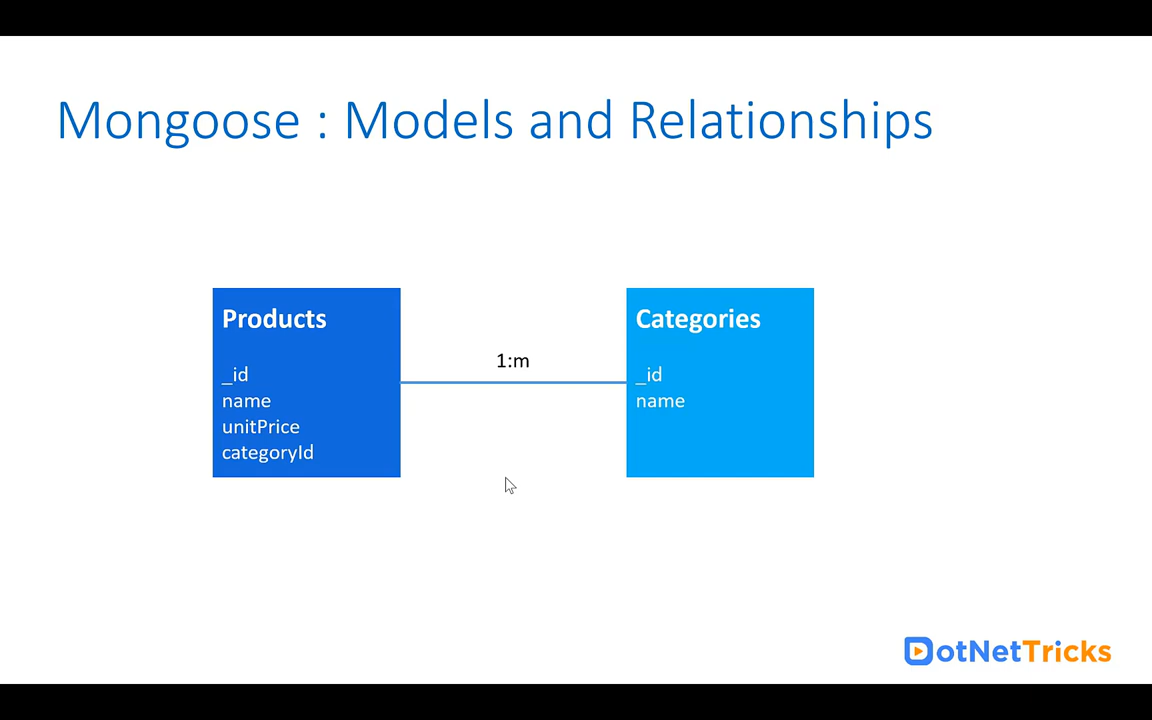 Mongoose : Models and Relationships
Products
_id
name
unitPrice
categoryId
1:m
Categories
_id
name
DotNetTricks